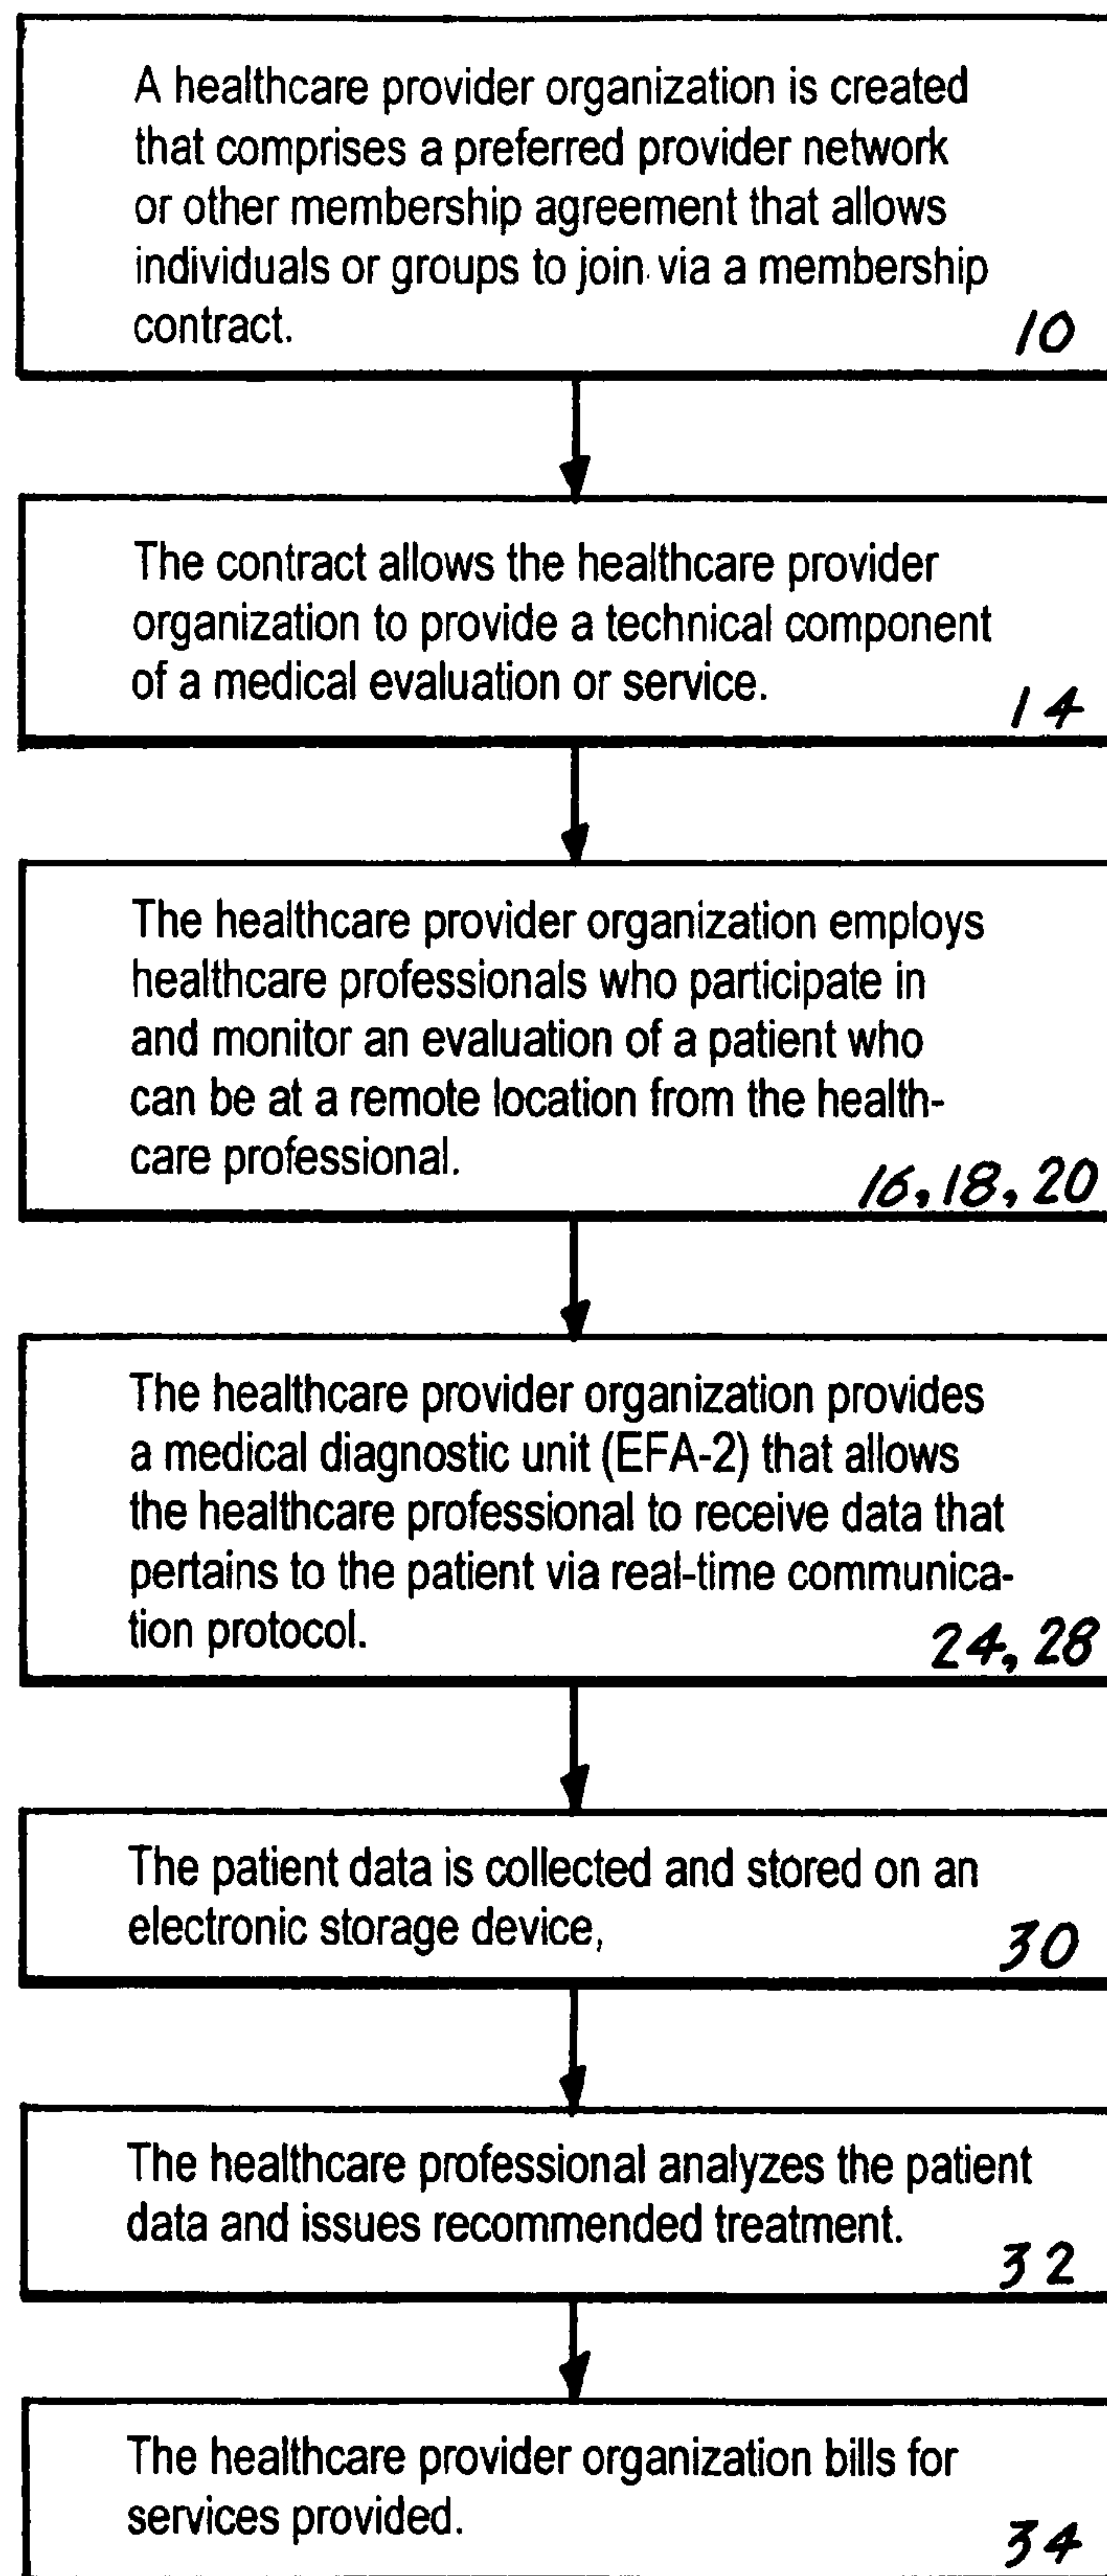 A healthcare provider organization is created
that comprises a preferred provider network
or other membership agreement that allows
individuals or groups to join via a membership
contract.
10
The contract allows the healthcare provider
organization to provide a technical component
of a medical evaluation or service.
14
The healthcare provider organization employs
healthcare professionals who participate in
and monitor an evaluation of a patient who
can be at a remote location from the health-
care professional.
16, 18, 20
The healthcare provider organization provides
a medical diagnostic unit (EFA-2) that allows
the healthcare professional to receive data that
pertains to the patient via real-time communica-
tion protocol.
24, 28
The patient data is collected and stored on an
electronic storage device,
30
The healthcare professional analyzes the patient
data and issues recommended treatment.
32
The healthcare provider organization bills for
services provided.
34